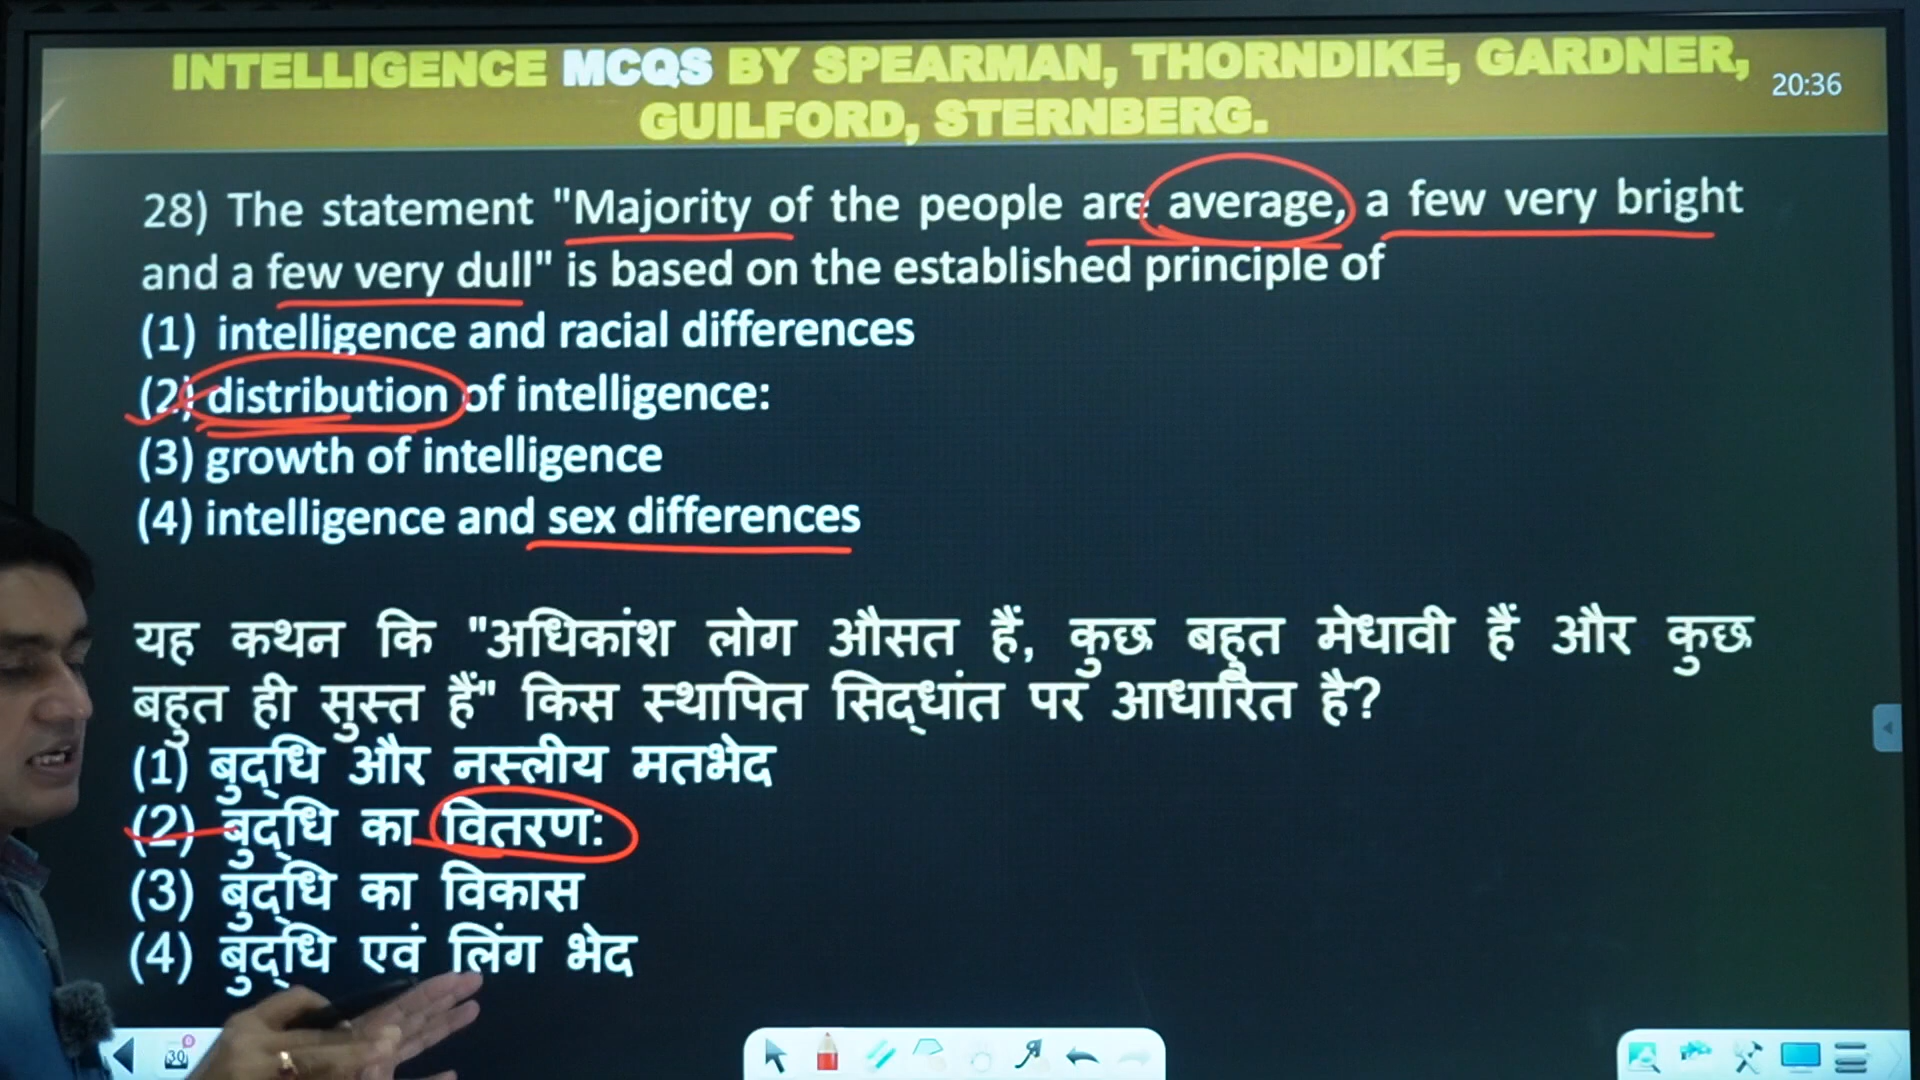 INTELLIGENCE MCQS BY SPEARMAN, THORNDIKE, GARDNER,
GUILFORD, STERNBERG.
20:36
28) The statement "Majority of the people are average, a few very bright
and a few very dull" is based on the established principle of
(1) intelligence and racial differences
(2) distribution of intelligence:
(3) growth of intelligence
(4) intelligence and sex differences
यह कथन कि "अधिकांश लोग औसत हैं, कुछ बहुत मेधावी हैं और कुछ
बहुत ही सुस्त हैं" किस स्थापित सिद्धांत पर आधारित है?
(1) बुद्धि और नस्लीय मतभेद
(2) बुद्धि का वितरण:
(3) बुद्धि का विकास
(4) बुद्धि एवं लिंग भेद
30